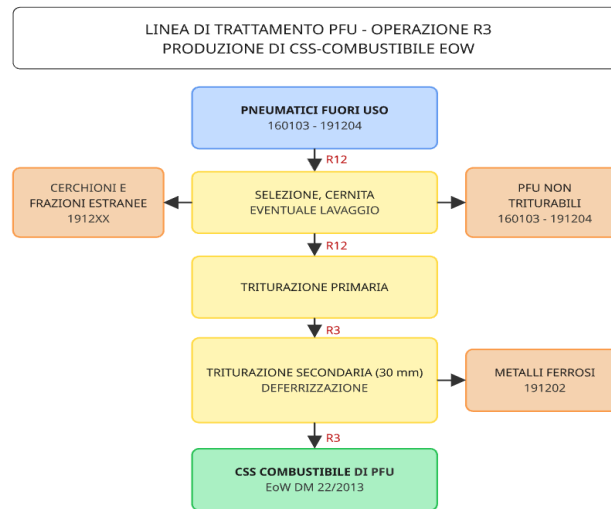 LINEA DI TRATTAMENTO PFU - OPERAZIONE R3
PRODUZIONE DI CSS-COMBUSTIBILE EOW
PNEUMATICI FUORI USO
160103 - 191204
R12
CERCHIONI E
FRAZIONI ESTRANEE
1912XX
SELEZIONE, CERNITA
EVENTUALE LAVAGGIO
PFU NON
TRITURABILI
160103 - 191204
R12
TRITURAZIONE PRIMARIA
R3
TRITURAZIONE SECONDARIA (30 mm)
DEFERRIZZAZIONE
METALLI FERROSI
191202
R3
CSS COMBUSTIBILE DI PFU
EoW DM 22/2013